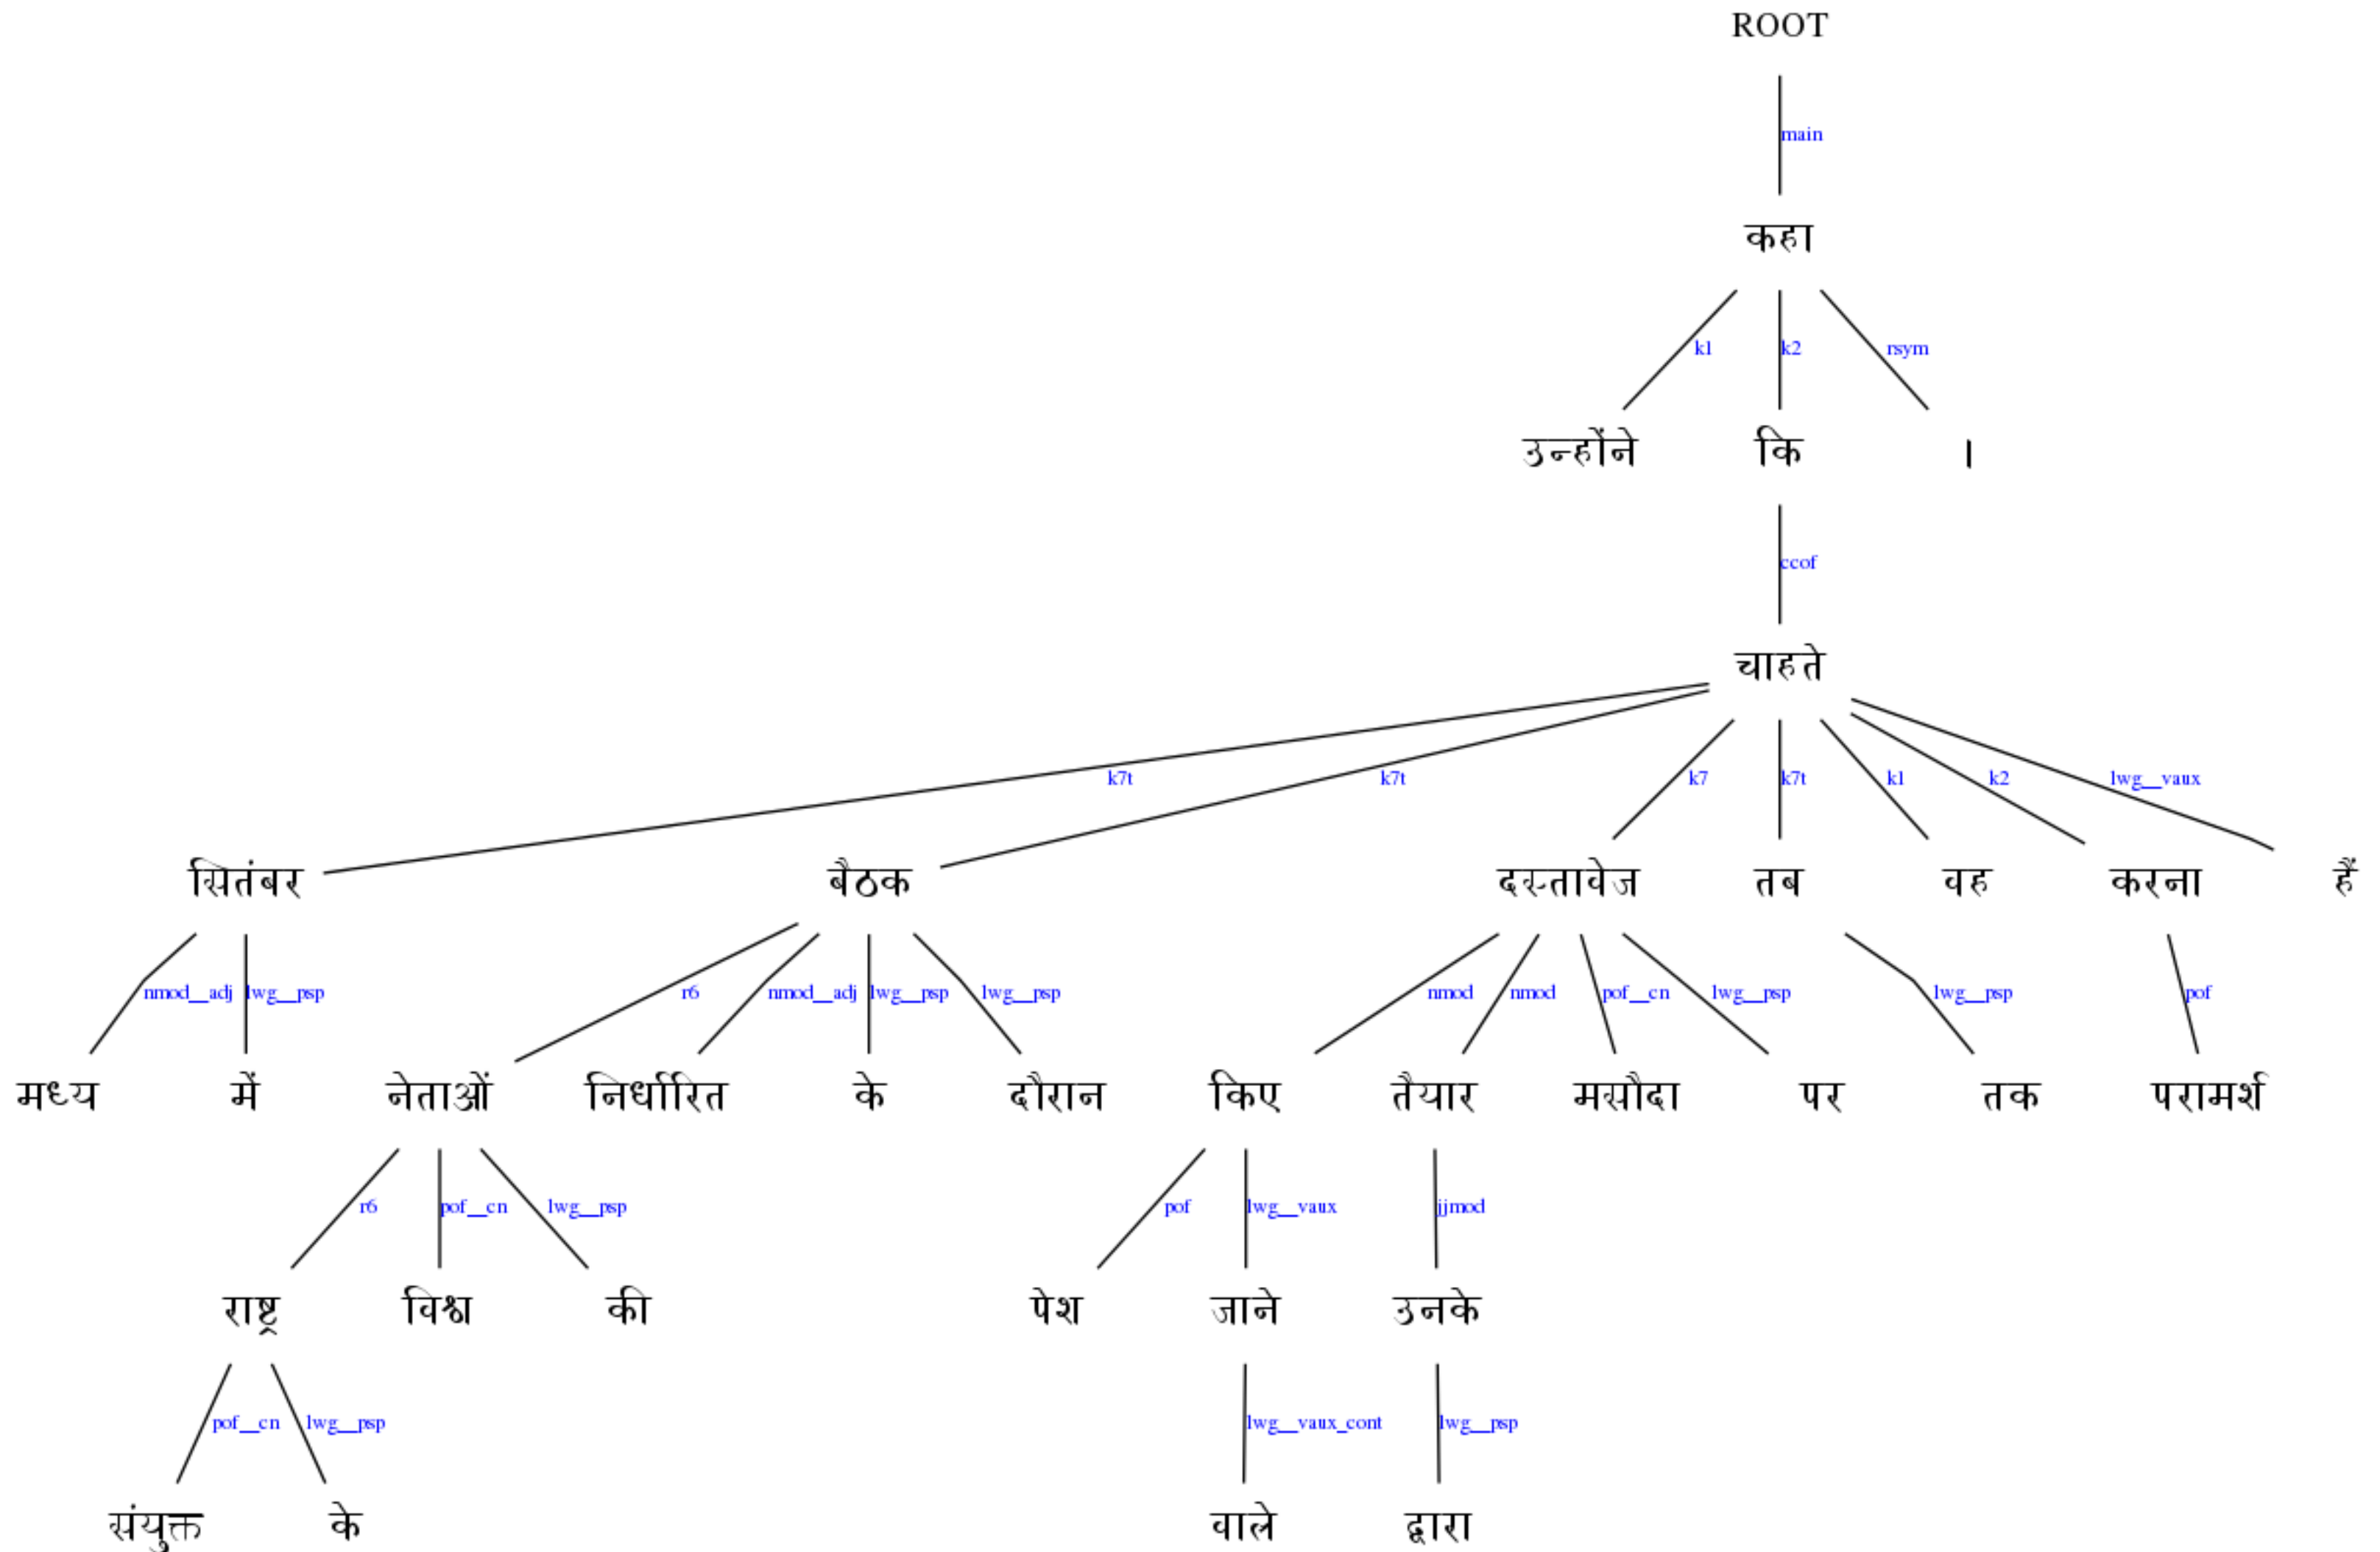 ROOT
main
कहा
k1 k2 rsym
उन्होंने कि ।
ccof
चाहते
k7t k7t k7 k7t k1 k2 lwg__vaux
सितंबर बैठक दस्तावेज तब वह करना हैं
nmod__adj lwg__psp r6 nmod__adj lwg__psp lwg__psp nmod nmod pof__cn lwg__psp lwg__psp pof
मध्य में नेताओं निर्धारित के दौरान किए तैयार मसौदा पर तक परामर्श
r6 pof__cn lwg__psp pof lwg__vaux jjmod
राष्ट्र विश्व की पेश जाने उनके
pof__cn lwg__psp lwg__vaux_cont lwg__psp
संयुक्त के वाले द्वारा